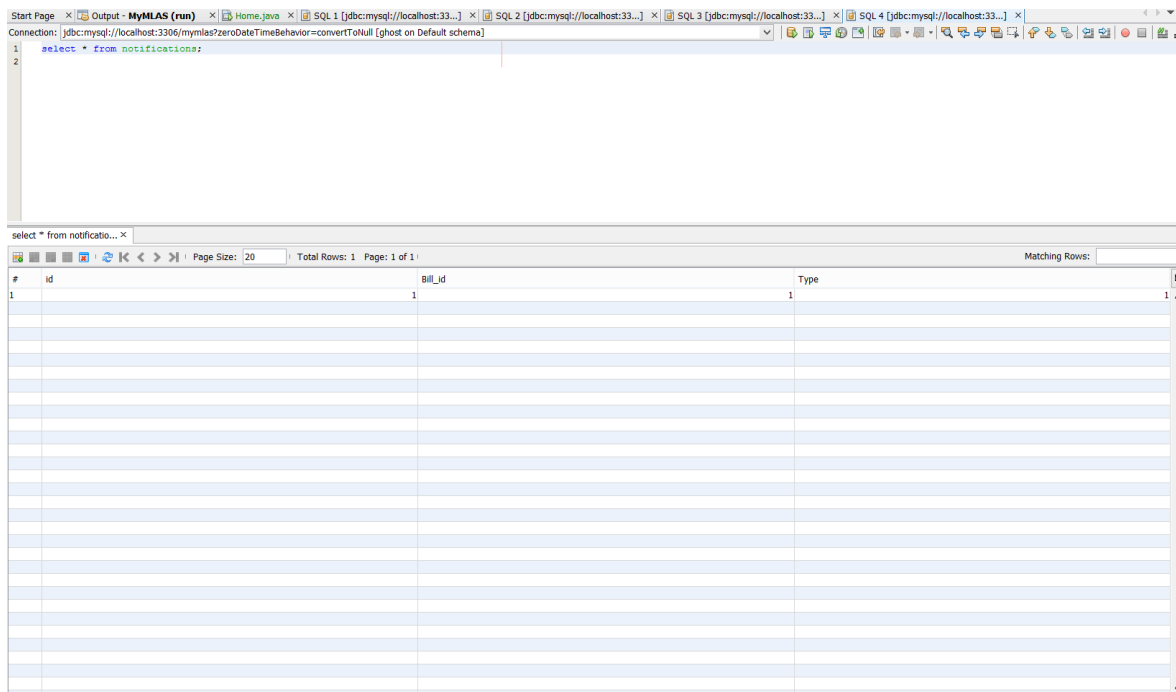 Start Page Output - MyMLAS (run) Home.java SQL 1 [jdbc:mysql://localhost:33...] SQL 2 [jdbc:mysql://localhost:33...] SQL 3 [jdbc:mysql://localhost:33...] SQL 4 [jdbc:mysql://localhost:33...]
Connection: jdbc:mysql://localhost:3306/mymlas?zeroDateTimeBehavior=convertToNull [ghost on Default schema]
1 select * from notifications;
2
select * from notificatio...
Page Size: 20 Total Rows: 1 Page: 1 of 1 Matching Rows:
# id Bill_id Type
1 1 1 1